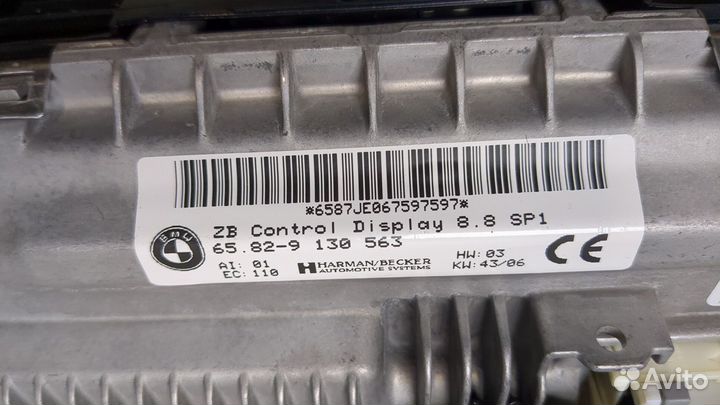 *6587JE067597597*
BMW
ZB Control Display 8.8 SP1
65.82-9 130 563
AI: 01
EC: 110
HARMAN/BECKER
AUTOMOTIVE SYSTEMS
HW: 03
KW: 43/06
CE
Avito